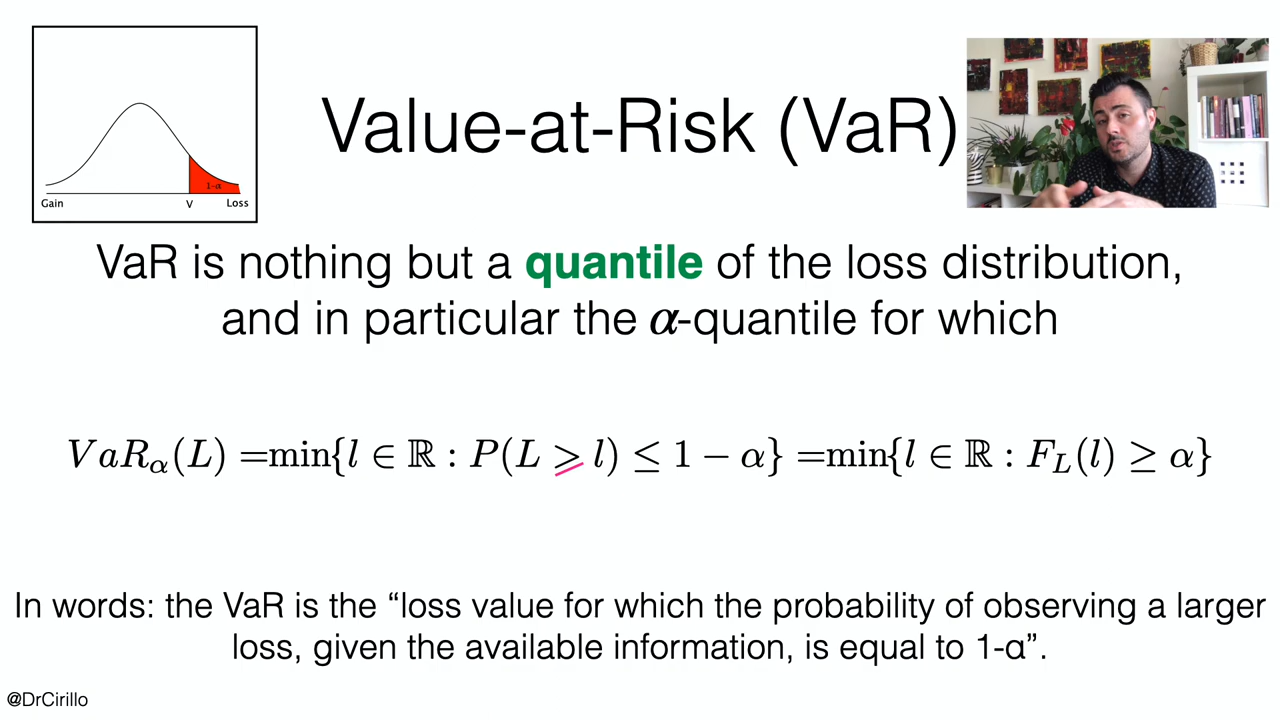 1-α
Gain V Loss
Value-at-Risk (VaR)
VaR is nothing but a quantile of the loss distribution,
and in particular the α-quantile for which
VaRα(L) =min{l ∈ ℝ : P(L > l) ≤ 1 − α} =min{l ∈ ℝ : F_L(l) ≥ α}
In words: the VaR is the “loss value for which the probability of observing a larger
loss, given the available information, is equal to 1-α”.
@DrCirillo